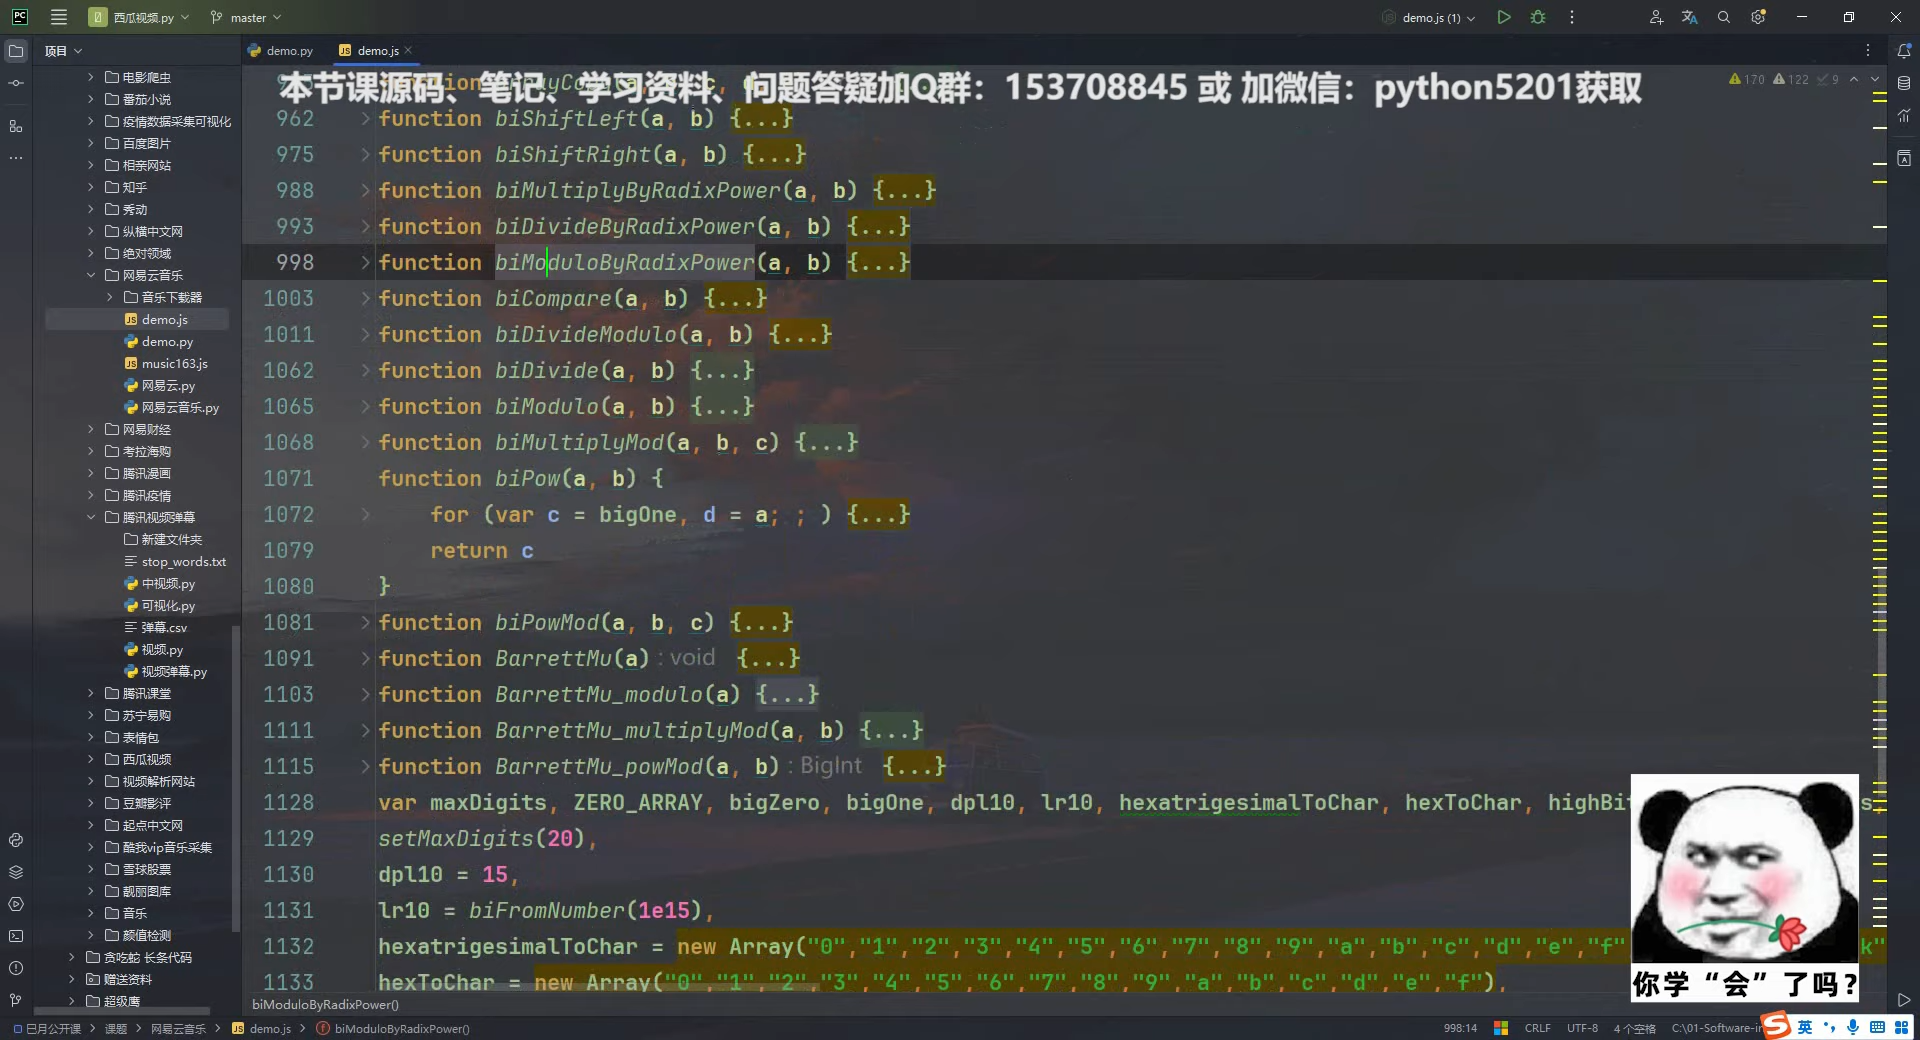 西瓜视频.py
master
demo.js (1)
项目
demo.py
demo.js
本节课源码、笔记、学习资料、问题答疑加Q群：153708845 或 加微信：python5201获取
170
122
9
电影爬虫
番茄小说
疫情数据采集可视化
百度图片
相亲网站
知乎
秀动
纵横中文网
绝对领域
网易云音乐
音乐下载器
demo.js
demo.py
music163.js
网易云.py
网易云音乐.py
网易财经
考拉海购
腾讯漫画
腾讯疫情
腾讯视频弹幕
新建文件夹
stop_words.txt
中视频.py
可视化.py
弹幕.csv
视频.py
视频弹幕.py
腾讯课堂
苏宁易购
表情包
西瓜视频
视频解析网站
豆瓣影评
起点中文网
酷我vip音乐采集
雪球股票
靓丽图库
音乐
颜值检测
贪吃蛇 长条代码
赠送资料
超级鹰
962 function biShiftLeft(a, b) {...}
975 function biShiftRight(a, b) {...}
988 function biMultiplyByRadixPower(a, b) {...}
993 function biDivideByRadixPower(a, b) {...}
998 function biModuloByRadixPower(a, b) {...}
1003 function biCompare(a, b) {...}
1011 function biDivideModulo(a, b) {...}
1062 function biDivide(a, b) {...}
1065 function biModulo(a, b) {...}
1068 function biMultiplyMod(a, b, c) {...}
1071 function biPow(a, b) {
1072 for (var c = bigOne, d = a; ; ) {...}
1079 return c
1080 }
1081 function biPowMod(a, b, c) {...}
1091 function BarrettMu(a) : void {...}
1103 function BarrettMu_modulo(a) {...}
1111 function BarrettMu_multiplyMod(a, b) {...}
1115 function BarrettMu_powMod(a, b) : BigInt {...}
1128 var maxDigits, ZERO_ARRAY, bigZero, bigOne, dpl10, lr10, hexatrigesimalToChar, hexToChar, highBi
1129 setMaxDigits(20),
1130 dpl10 = 15,
1131 lr10 = biFromNumber(1e15),
1132 hexatrigesimalToChar = new Array("0","1","2","3","4","5","6","7","8","9","a","b","c","d","e","f"
1133 hexToChar = new Array("0","1","2","3","4","5","6","7","8","9","a","b","c","d","e","f"),
你学“会”了吗？
biModuloByRadixPower()
巳月公开课 > 课题 > 网易云音乐 > demo.js > biModuloByRadixPower()
998:14
CRLF
UTF-8
4 个空格
C:\01-Software-in
英